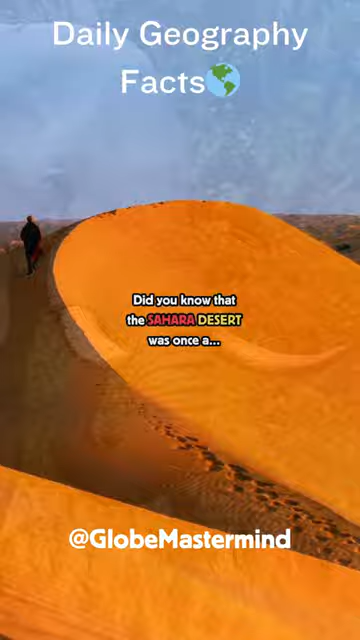 Daily Geography
Facts🌎
Did you know that
the SAHARA DESERT
was once a...
@GlobeMastermind